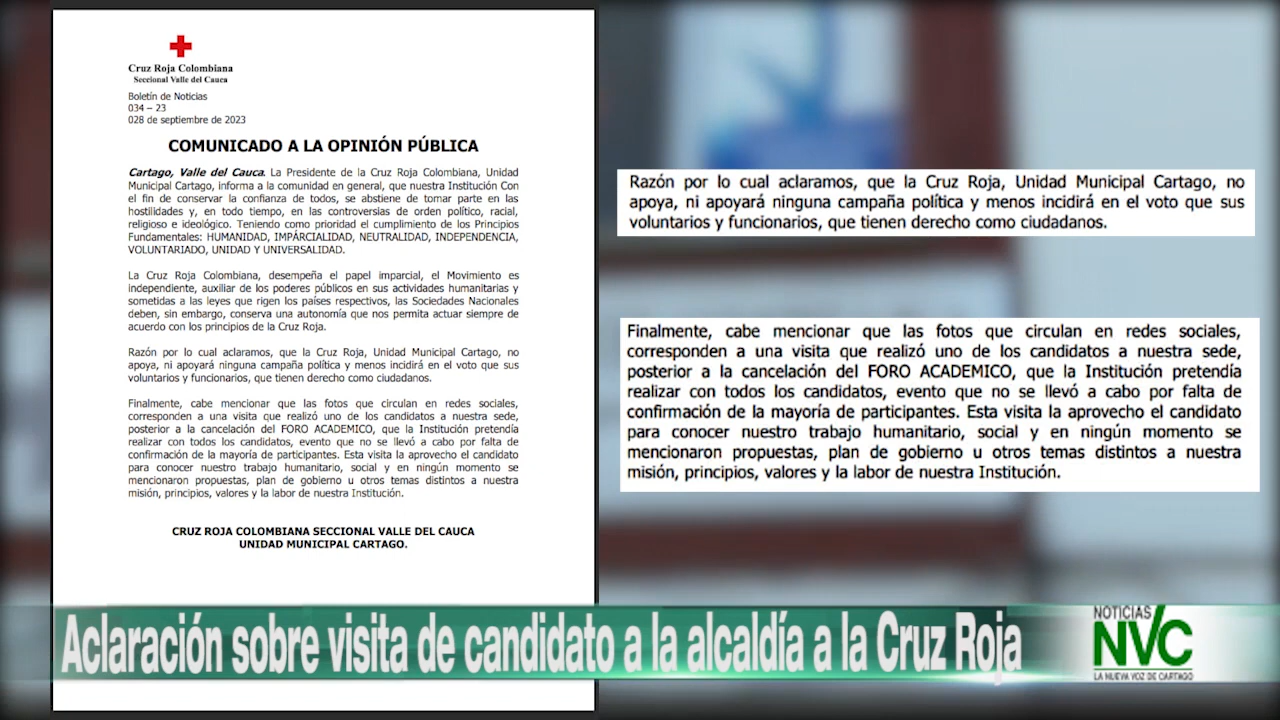 Cruz Roja Colombiana
Seccional Valle del Cauca
Boletín de Noticias
034 – 23
028 de septiembre de 2023
COMUNICADO A LA OPINIÓN PÚBLICA
Cartago, Valle del Cauca. La Presidente de la Cruz Roja Colombiana, Unidad
Municipal Cartago, informa a la comunidad en general, que nuestra Institución Con
el fin de conservar la confianza de todos, se abstiene de tomar parte en las
hostilidades y, en todo tiempo, en las controversias de orden político, racial,
religioso e ideológico. Teniendo como prioridad el cumplimiento de los Principios
Fundamentales: HUMANIDAD, IMPARCIALIDAD, NEUTRALIDAD, INDEPENDENCIA,
VOLUNTARIADO, UNIDAD Y UNIVERSALIDAD.
La Cruz Roja Colombiana, desempeña el papel imparcial, el Movimiento es
independiente, auxiliar de los poderes públicos en sus actividades humanitarias y
sometidas a las leyes que rigen los países respectivos, las Sociedades Nacionales
deben, sin embargo, conserva una autonomía que nos permita actuar siempre de
acuerdo con los principios de la Cruz Roja.
Razón por lo cual aclaramos, que la Cruz Roja, Unidad Municipal Cartago, no
apoya, ni apoyará ninguna campaña política y menos incidirá en el voto que sus
voluntarios y funcionarios, que tienen derecho como ciudadanos.
Finalmente, cabe mencionar que las fotos que circulan en redes sociales,
corresponden a una visita que realizó uno de los candidatos a nuestra sede,
posterior a la cancelación del FORO ACADEMICO, que la Institución pretendía
realizar con todos los candidatos, evento que no se llevó a cabo por falta de
confirmación de la mayoría de participantes. Esta visita la aprovecho el candidato
para conocer nuestro trabajo humanitario, social y en ningún momento se
mencionaron propuestas, plan de gobierno u otros temas distintos a nuestra
misión, principios, valores y la labor de nuestra Institución.
CRUZ ROJA COLOMBIANA SECCIONAL VALLE DEL CAUCA
UNIDAD MUNICIPAL CARTAGO.
Razón por lo cual aclaramos, que la Cruz Roja, Unidad Municipal Cartago, no
apoya, ni apoyará ninguna campaña política y menos incidirá en el voto que sus
voluntarios y funcionarios, que tienen derecho como ciudadanos.
Finalmente, cabe mencionar que las fotos que circulan en redes sociales,
corresponden a una visita que realizó uno de los candidatos a nuestra sede,
posterior a la cancelación del FORO ACADEMICO, que la Institución pretendía
realizar con todos los candidatos, evento que no se llevó a cabo por falta de
confirmación de la mayoría de participantes. Esta visita la aprovecho el candidato
para conocer nuestro trabajo humanitario, social y en ningún momento se
mencionaron propuestas, plan de gobierno u otros temas distintos a nuestra
misión, principios, valores y la labor de nuestra Institución.
Aclaración sobre visita de candidato a la alcaldía a la Cruz Roja
NOTICIAS
NVC
LA NUEVA VOZ DE CARTAGO